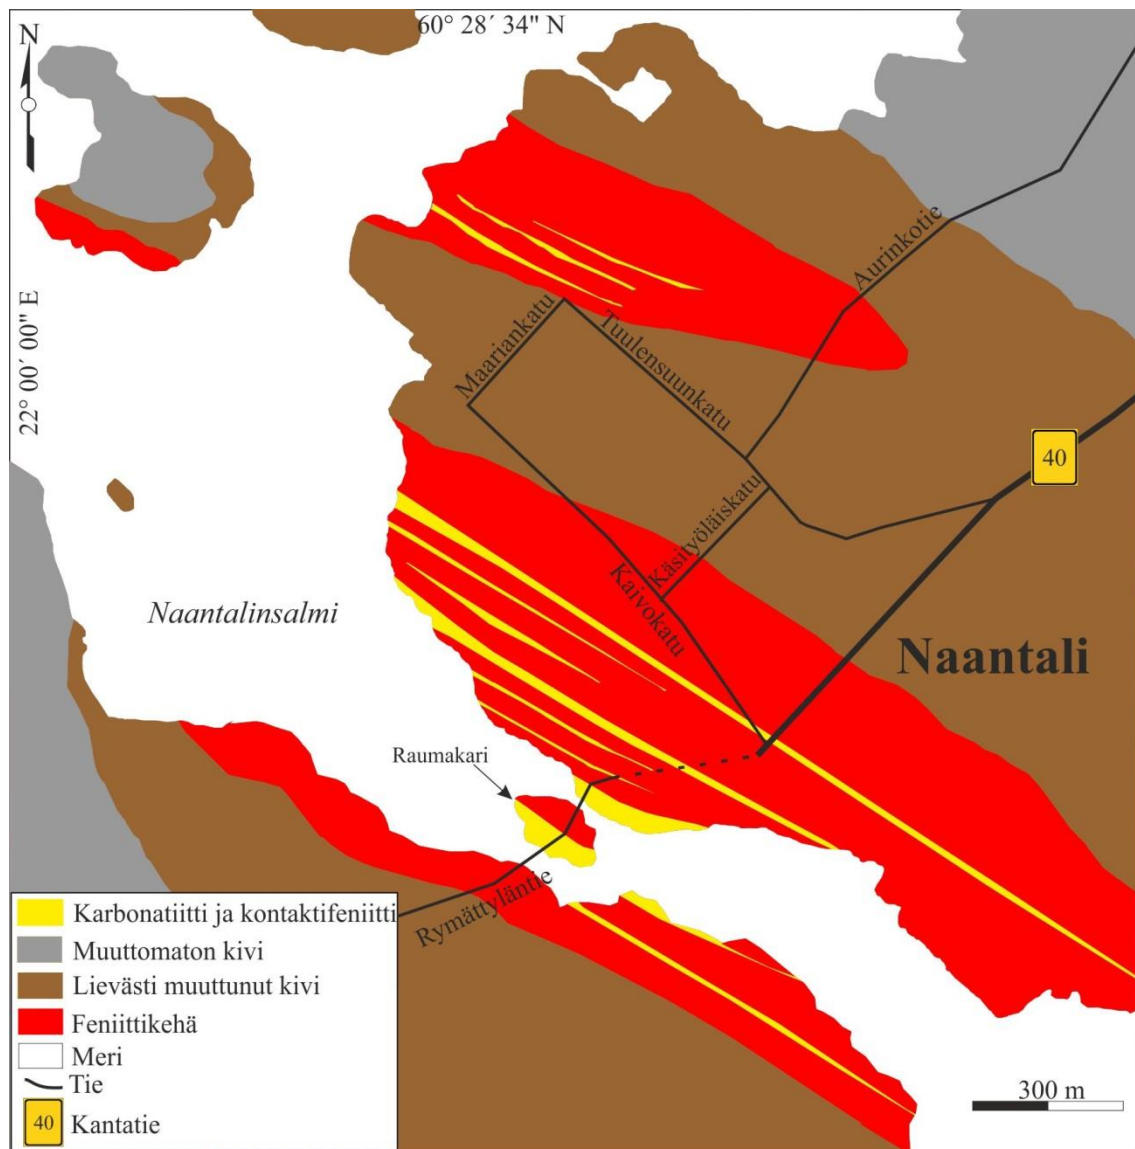 60° 28´ 34" N
N
22° 00´ 00" E
Aurinkotie
Maariankatu
Tuulensuunkatu
40
Käsityöläiskatu
Kaivokatu
Naantalinsalmi
Naantali
Raumakari
Rymättyläntie
Karbonatiitti ja kontaktifeniitti
Muuttomaton kivi
Lievästi muuttunut kivi
Feniittikehä
Meri
Tie
40 Kantatie
300 m